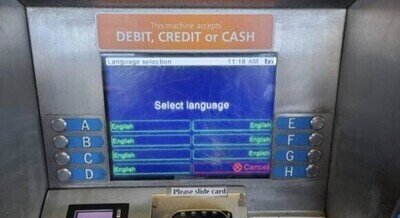 This machine accepts
DEBIT, CREDIT or CASH
Language selection 11:18 AM
Select language
A English English E
B English English F
C English English G
D English Cancel H
Please slide card